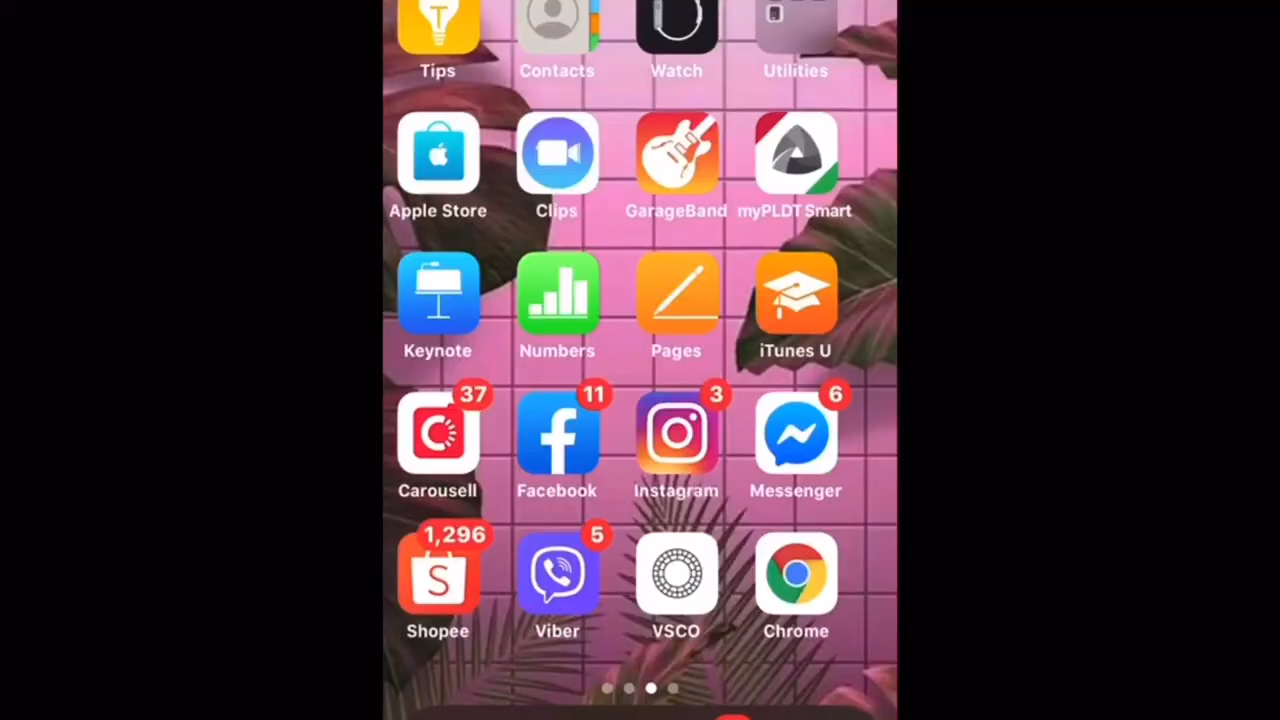 Tips Contacts Watch Utilities
Apple Store Clips GarageBand myPLDT Smart
Keynote Numbers Pages iTunes U
37 11 3 6
Carousell Facebook Instagram Messenger
1,296 5
Shopee Viber VSCO Chrome